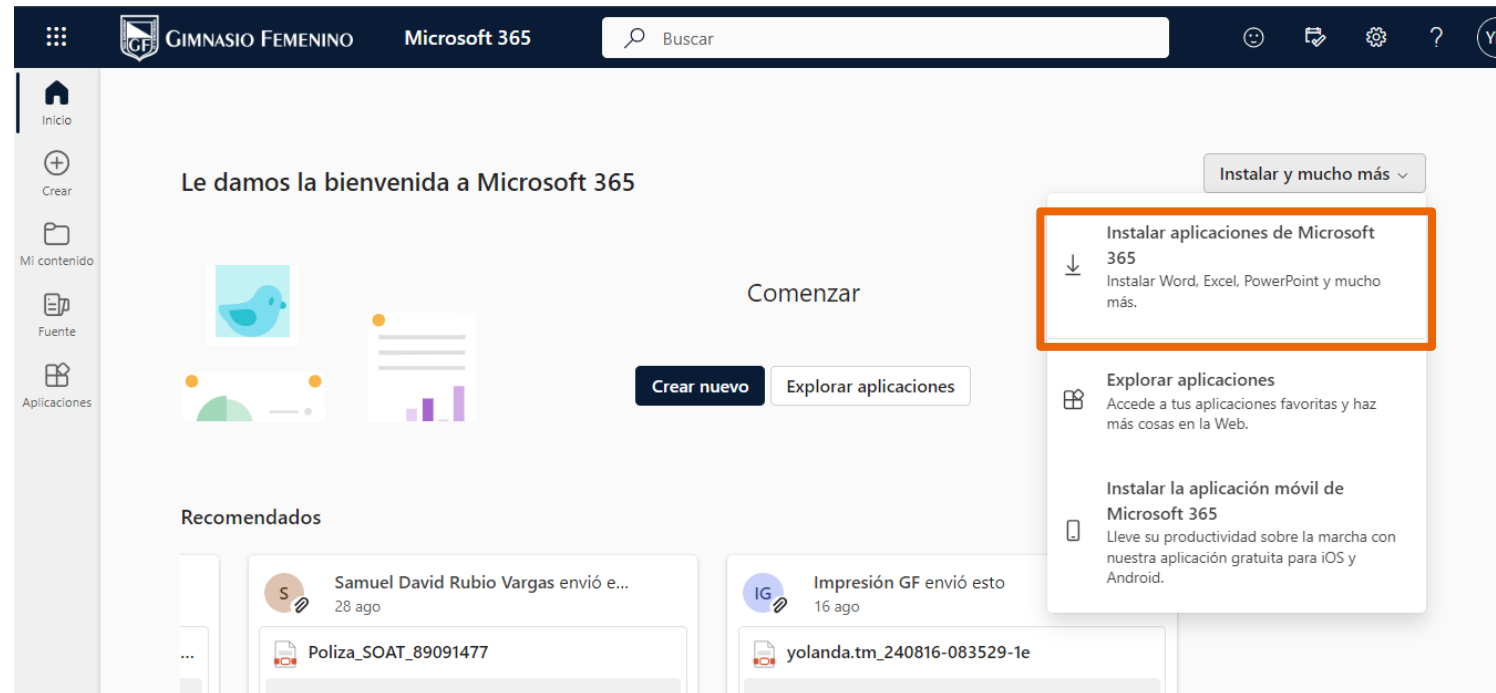 GF GIMNASIO FEMENINO Microsoft 365 Buscar ? Y
Inicio
Crear
Mi contenido
Fuente
Aplicaciones
Le damos la bienvenida a Microsoft 365
Instalar y mucho más
Instalar aplicaciones de Microsoft
365
Instalar Word, Excel, PowerPoint y mucho
más.
Comenzar
Crear nuevo Explorar aplicaciones
Explorar aplicaciones
Accede a tus aplicaciones favoritas y haz
más cosas en la Web.
Instalar la aplicación móvil de
Microsoft 365
Lleve su productividad sobre la marcha con
nuestra aplicación gratuita para iOS y
Android.
Recomendados
...
S Samuel David Rubio Vargas envió e...
28 ago
Poliza_SOAT_89091477
IG Impresión GF envió esto
16 ago
yolanda.tm_240816-083529-1e